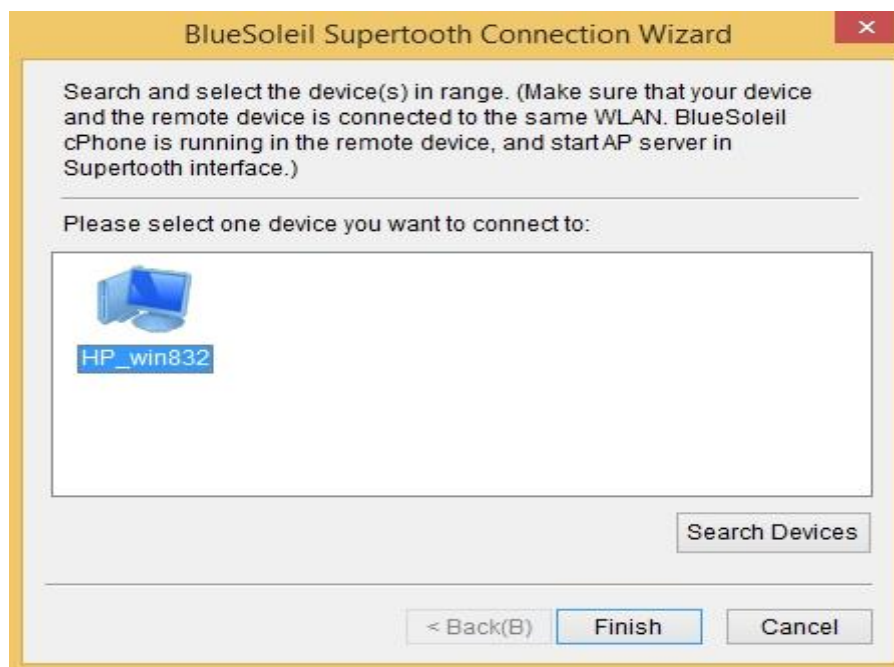 BlueSoleil Supertooth Connection Wizard
Search and select the device(s) in range. (Make sure that your device
and the remote device is connected to the same WLAN. BlueSoleil
cPhone is running in the remote device, and start AP server in
Supertooth interface.)
Please select one device you want to connect to:
HP_win832
Search Devices
< Back(B)
Finish
Cancel